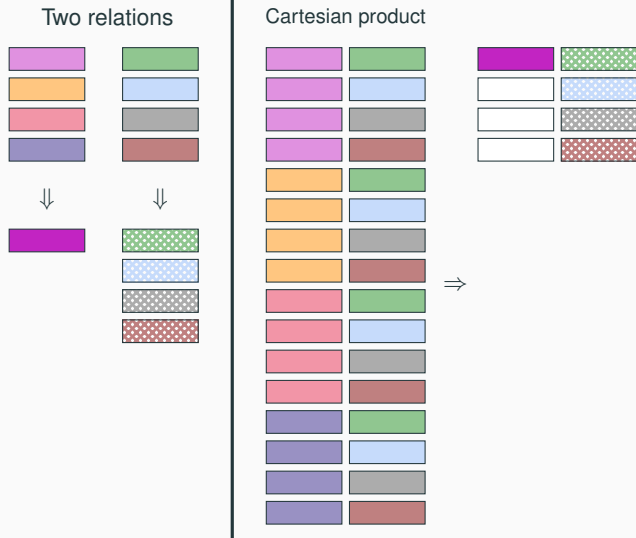 Two relations
Cartesian product
⇓ ⇓
⇒